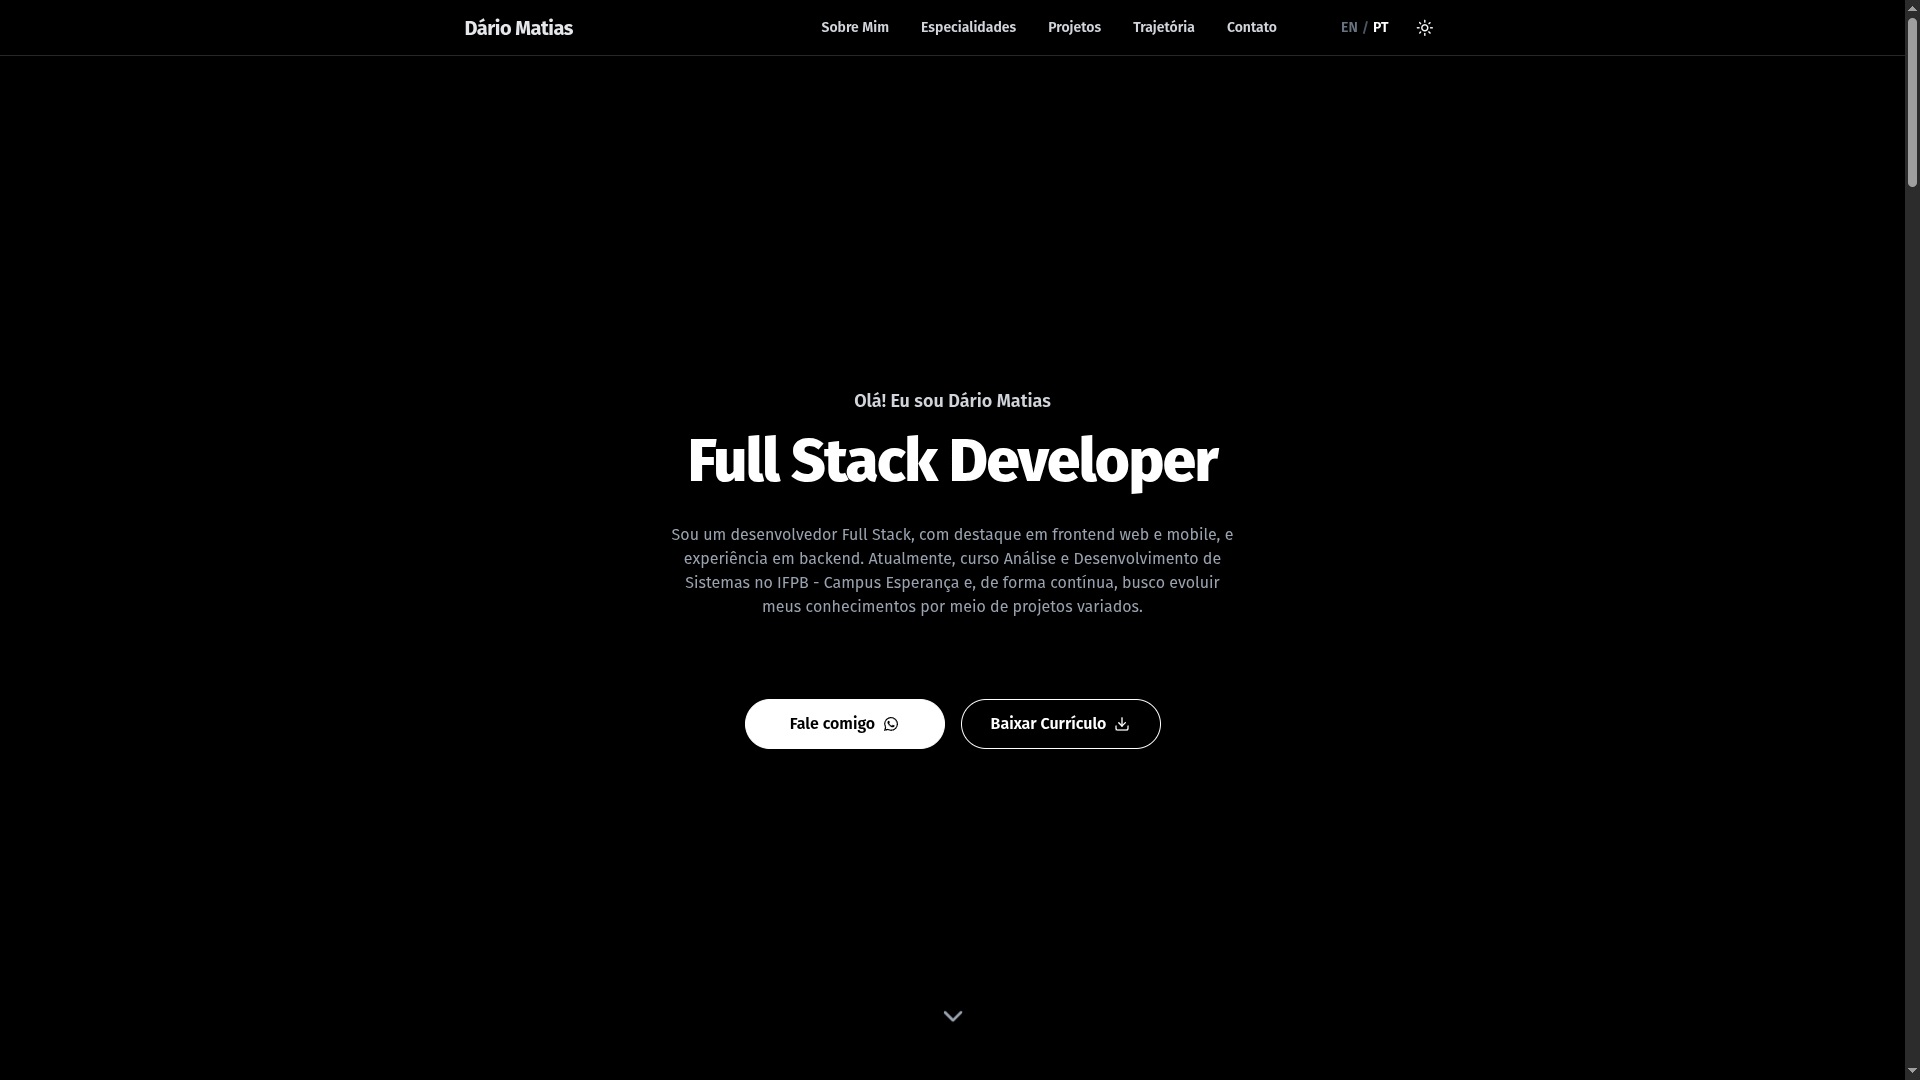 Dário Matias
Sobre Mim
Especialidades
Projetos
Trajetória
Contato
EN / PT
Olá! Eu sou Dário Matias
Full Stack Developer
Sou um desenvolvedor Full Stack, com destaque em frontend web e mobile, e
experiência em backend. Atualmente, curso Análise e Desenvolvimento de
Sistemas no IFPB - Campus Esperança e, de forma contínua, busco evoluir
meus conhecimentos por meio de projetos variados.
Fale comigo
Baixar Currículo